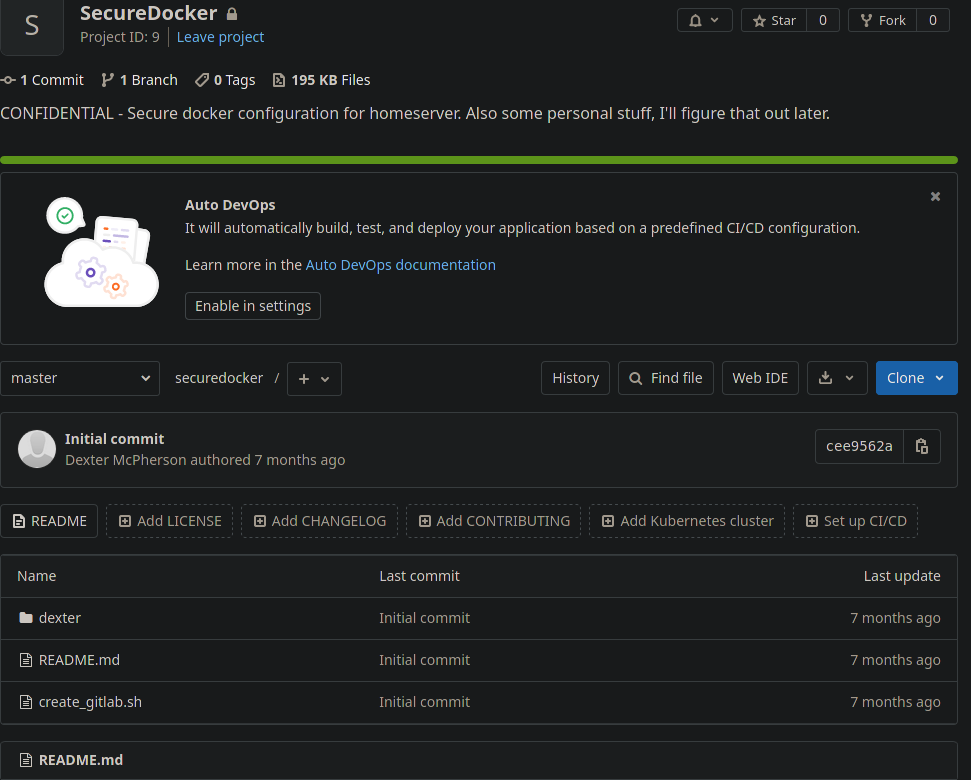 S
SecureDocker
Project ID: 9 Leave project
Star 0 Fork 0
1 Commit 1 Branch 0 Tags 195 KB Files
CONFIDENTIAL - Secure docker configuration for homeserver. Also some personal stuff, I'll figure that out later.
Auto DevOps
It will automatically build, test, and deploy your application based on a predefined CI/CD configuration.
Learn more in the Auto DevOps documentation
Enable in settings
master securedocker / + History Find file Web IDE Clone
Initial commit
Dexter McPherson authored 7 months ago
cee9562a
README Add LICENSE Add CHANGELOG Add CONTRIBUTING Add Kubernetes cluster Set up CI/CD
Name Last commit Last update
dexter Initial commit 7 months ago
README.md Initial commit 7 months ago
create_gitlab.sh Initial commit 7 months ago
README.md